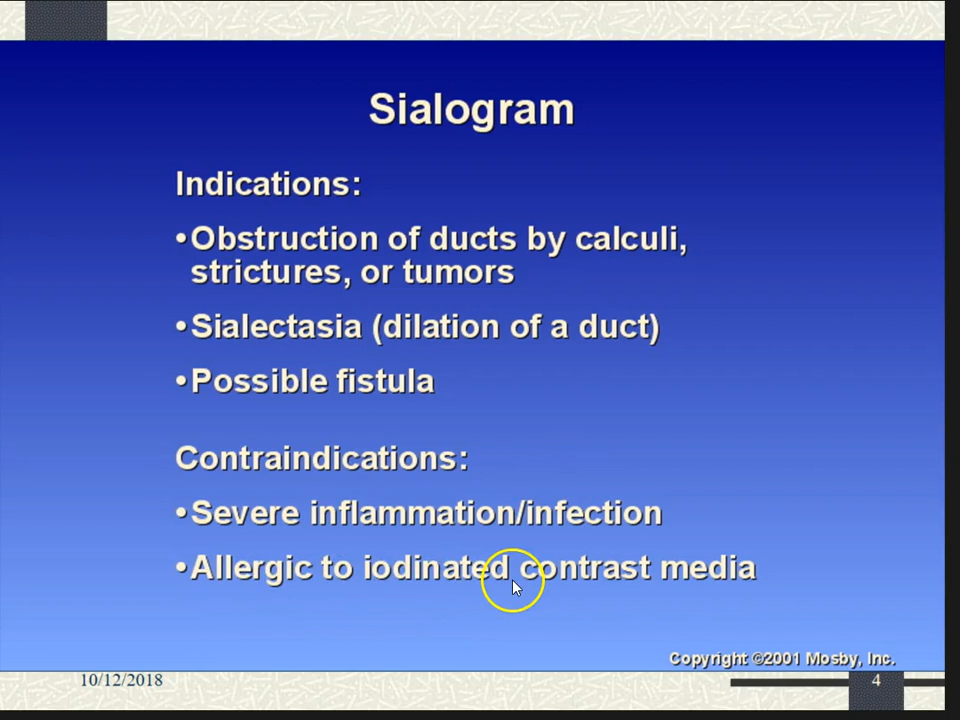 Sialogram
Indications:
•Obstruction of ducts by calculi,
strictures, or tumors
•Sialectasia (dilation of a duct)
•Possible fistula
Contraindications:
•Severe inflammation/infection
•Allergic to iodinated contrast media
Copyright ©2001 Mosby, Inc.
10/12/2018
4